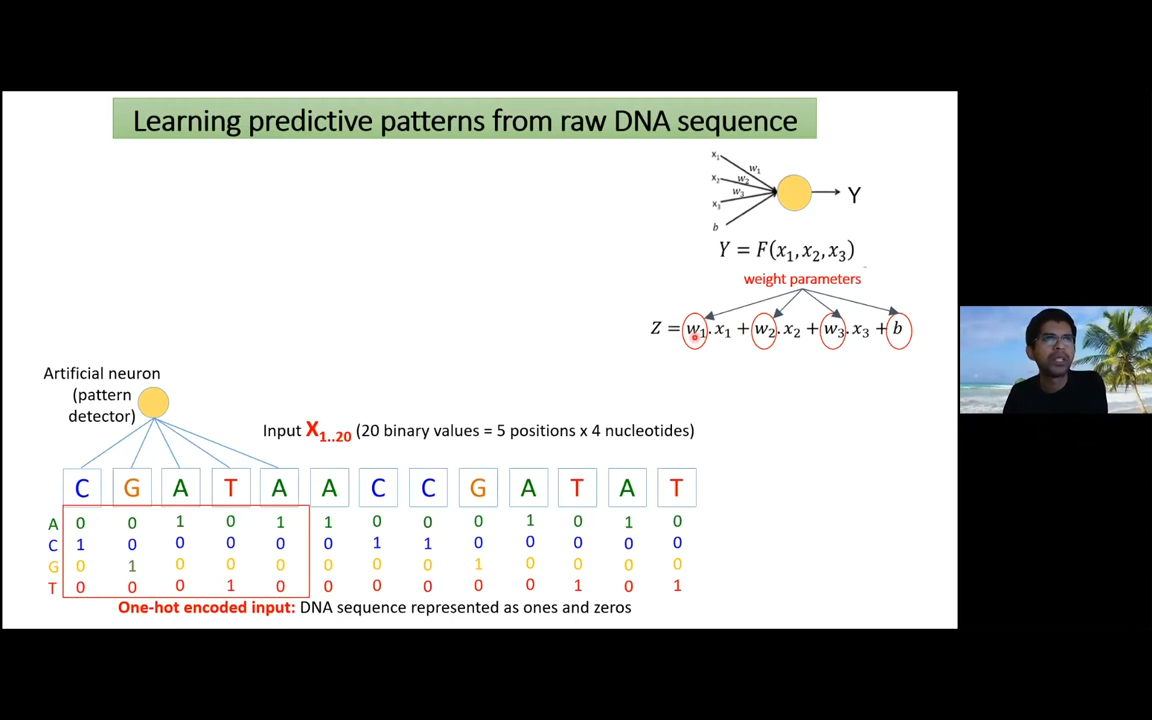 Learning predictive patterns from raw DNA sequence
x₁
w₁
x₂
w₂
w₃
x₃
b
Y
Y = F(x₁,x₂,x₃)
weight parameters
Z = w₁.x₁ + w₂.x₂ + w₃.x₃ + b
Artificial neuron
(pattern
detector)
Input X₁..₂₀ (20 binary values = 5 positions x 4 nucleotides)
C G A T A A C C G A T A T
A 0 0 1 0 1 1 0 0 0 1 0 1 0
C 1 0 0 0 0 0 1 1 0 0 0 0 0
G 0 1 0 0 0 0 0 0 1 0 0 0 0
T 0 0 0 1 0 0 0 0 0 0 1 0 1
One-hot encoded input: DNA sequence represented as ones and zeros